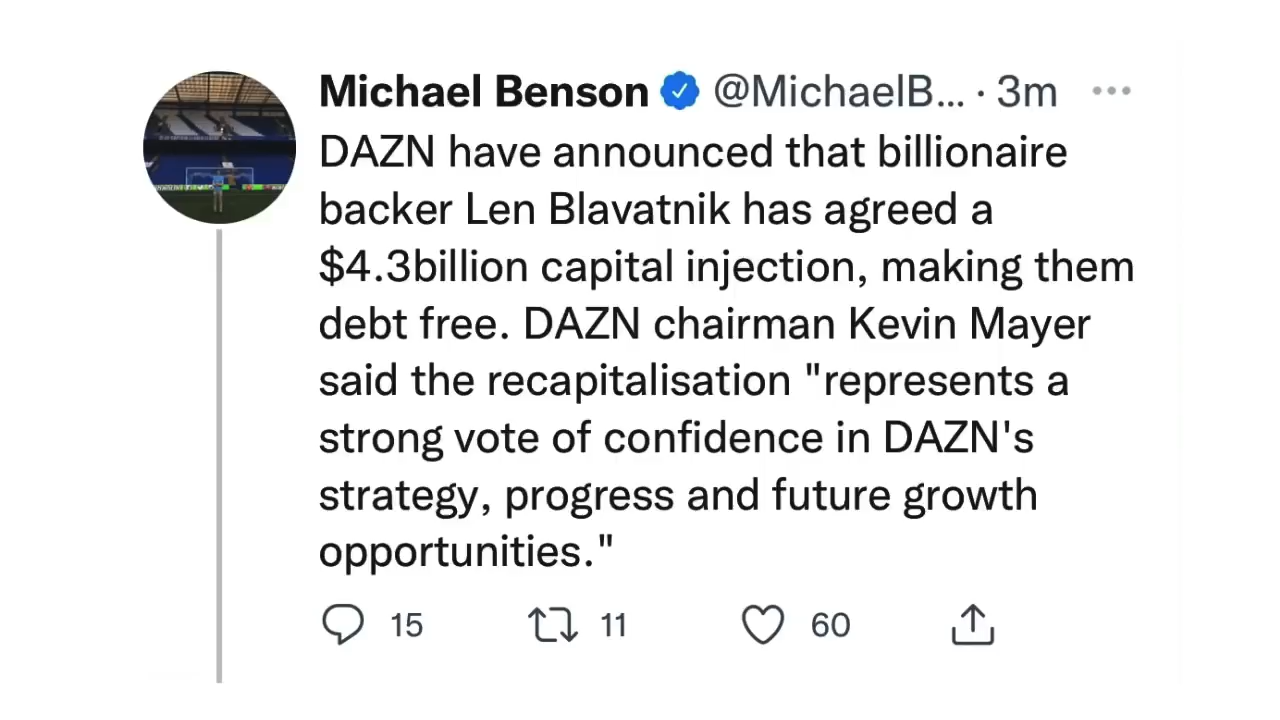 Michael Benson @MichaelB... · 3m
DAZN have announced that billionaire
backer Len Blavatnik has agreed a
$4.3billion capital injection, making them
debt free. DAZN chairman Kevin Mayer
said the recapitalisation "represents a
strong vote of confidence in DAZN's
strategy, progress and future growth
opportunities."
15 11 60